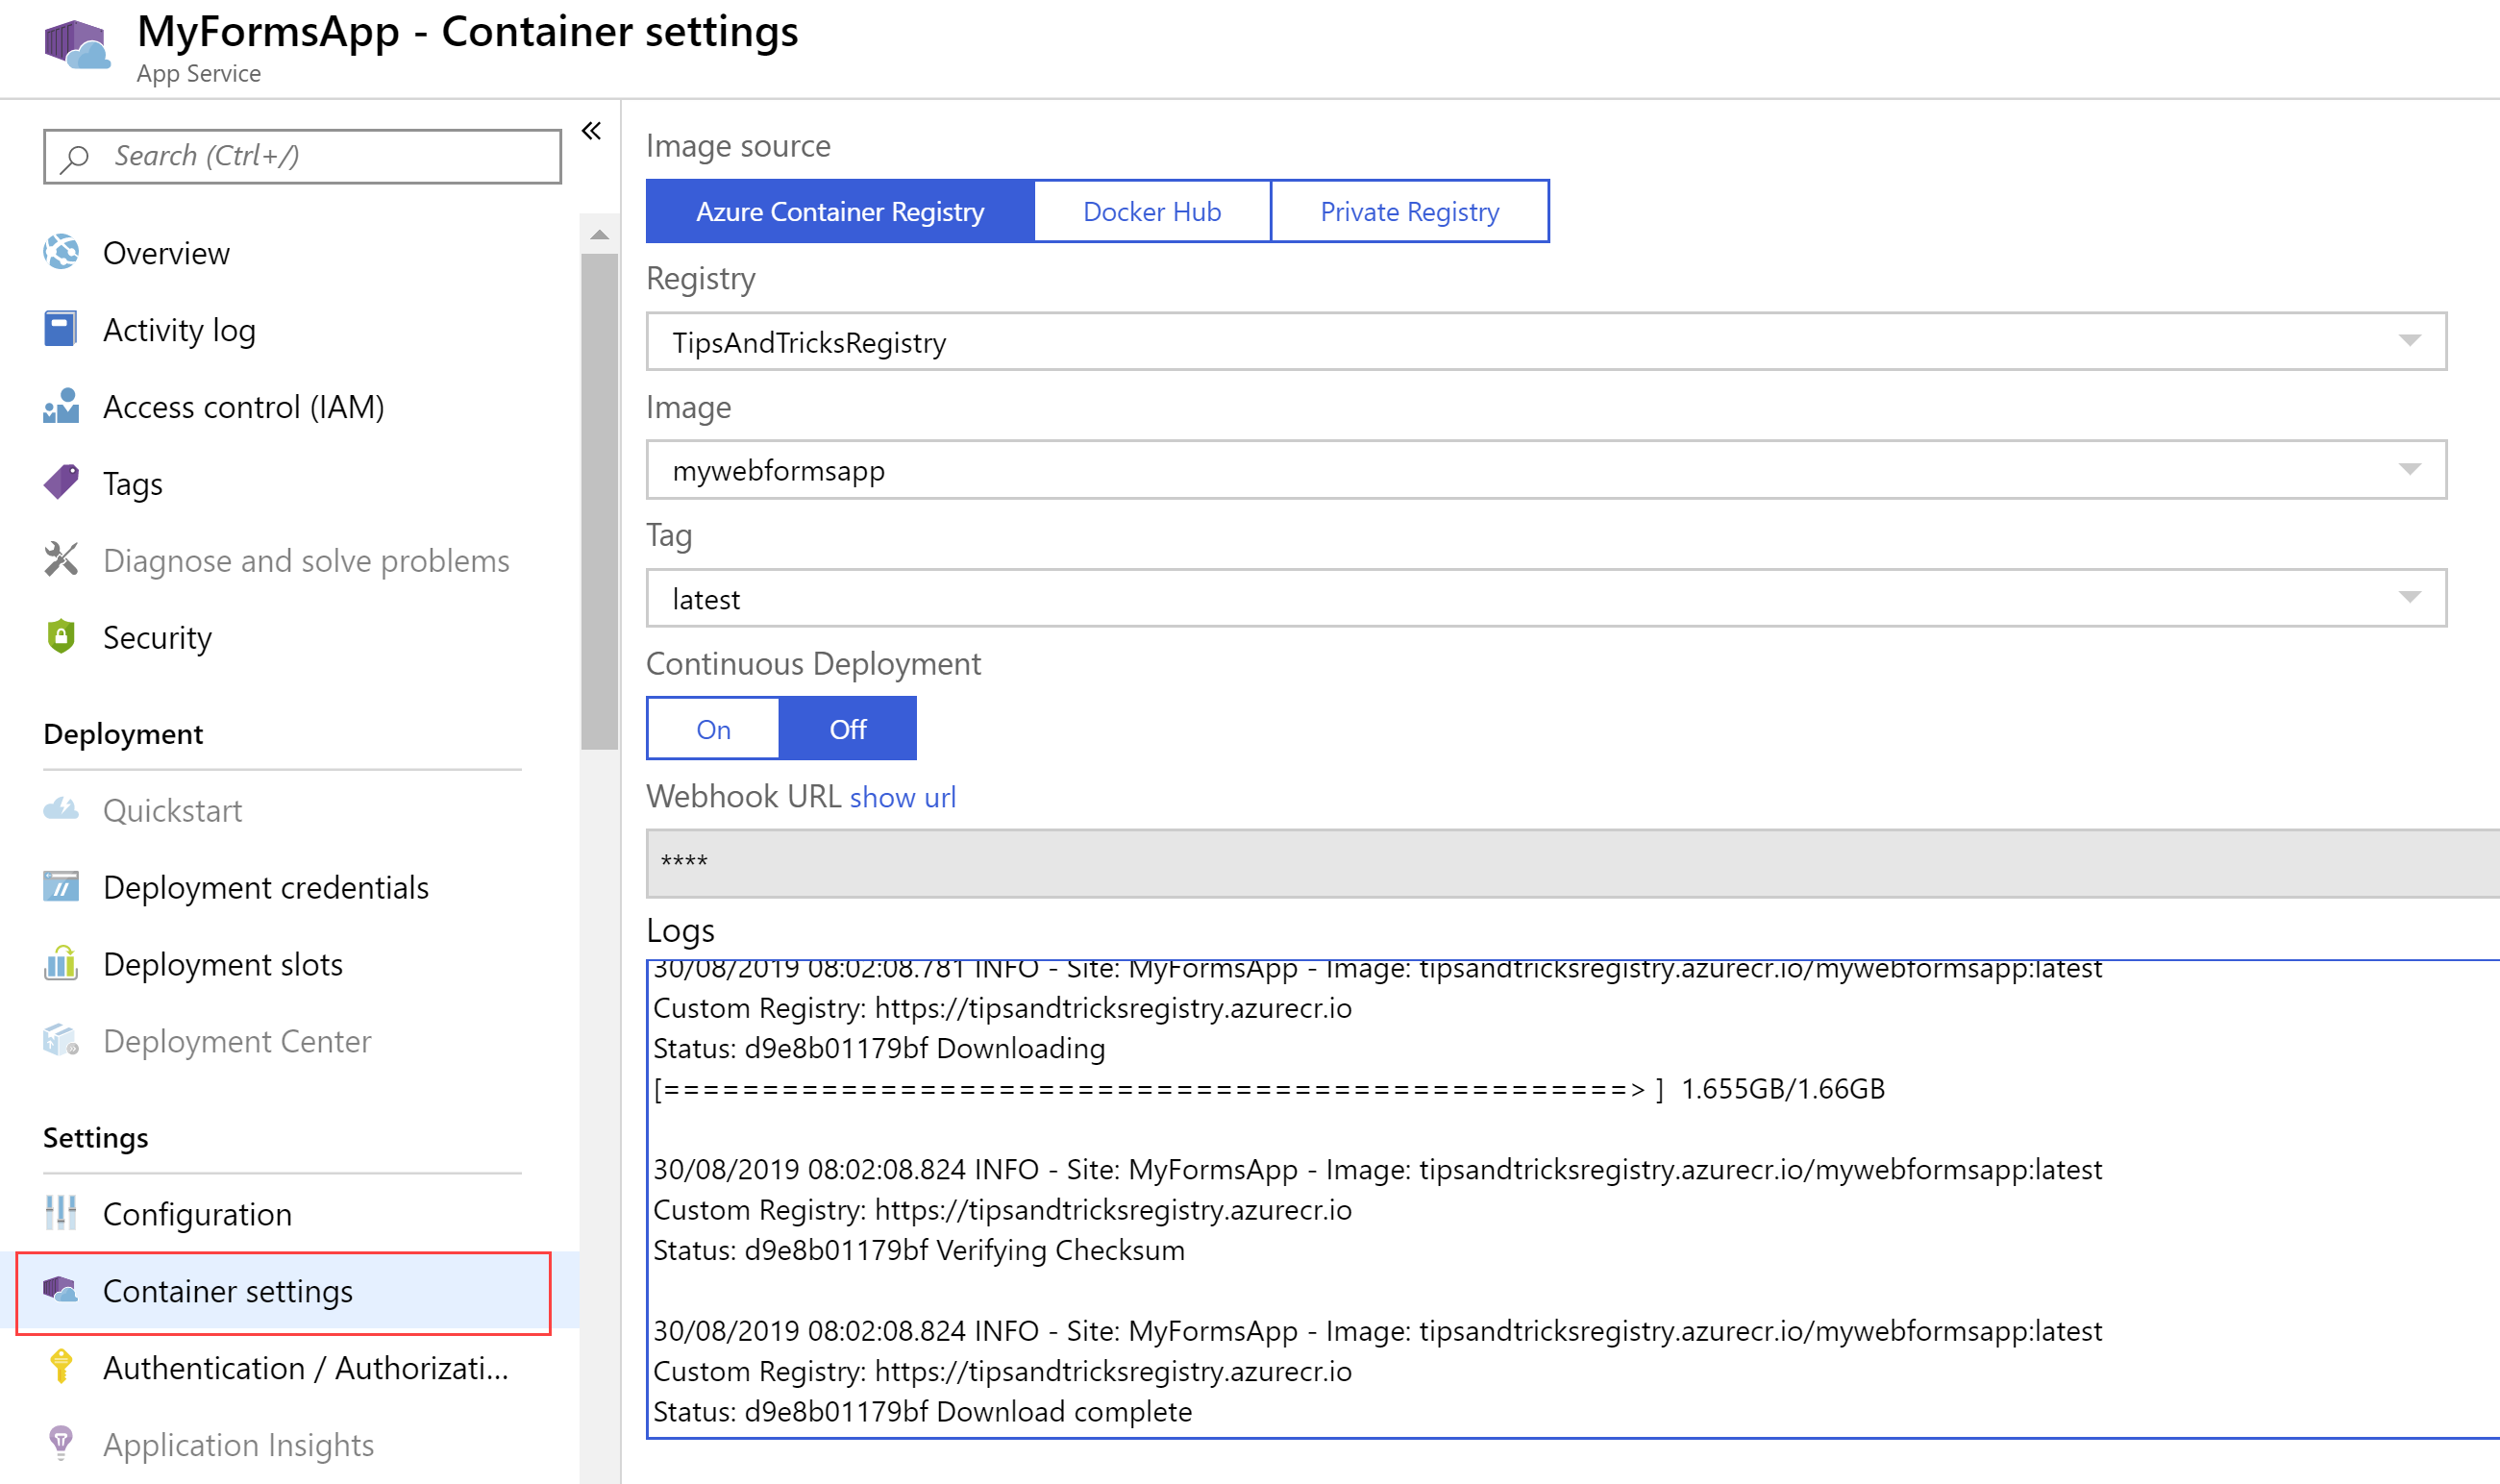 MyFormsApp - Container settings
App Service
Search (Ctrl+/)
Overview
Activity log
Access control (IAM)
Tags
Diagnose and solve problems
Security
Deployment
Quickstart
Deployment credentials
Deployment slots
Deployment Center
Settings
Configuration
Container settings
Authentication / Authorizati...
Application Insights
Image source
Azure Container Registry
Docker Hub
Private Registry
Registry
TipsAndTricksRegistry
Image
mywebformsapp
Tag
latest
Continuous Deployment
On
Off
Webhook URL show url
****
Logs
30/08/2019 08:02:08.781 INFO - Site: MyFormsApp - Image: tipsandtricksregistry.azurecr.io/mywebformsapp:latest
Custom Registry: https://tipsandtricksregistry.azurecr.io
Status: d9e8b01179bf Downloading
[=================================================> ] 1.655GB/1.66GB
30/08/2019 08:02:08.824 INFO - Site: MyFormsApp - Image: tipsandtricksregistry.azurecr.io/mywebformsapp:latest
Custom Registry: https://tipsandtricksregistry.azurecr.io
Status: d9e8b01179bf Verifying Checksum
30/08/2019 08:02:08.824 INFO - Site: MyFormsApp - Image: tipsandtricksregistry.azurecr.io/mywebformsapp:latest
Custom Registry: https://tipsandtricksregistry.azurecr.io
Status: d9e8b01179bf Download complete